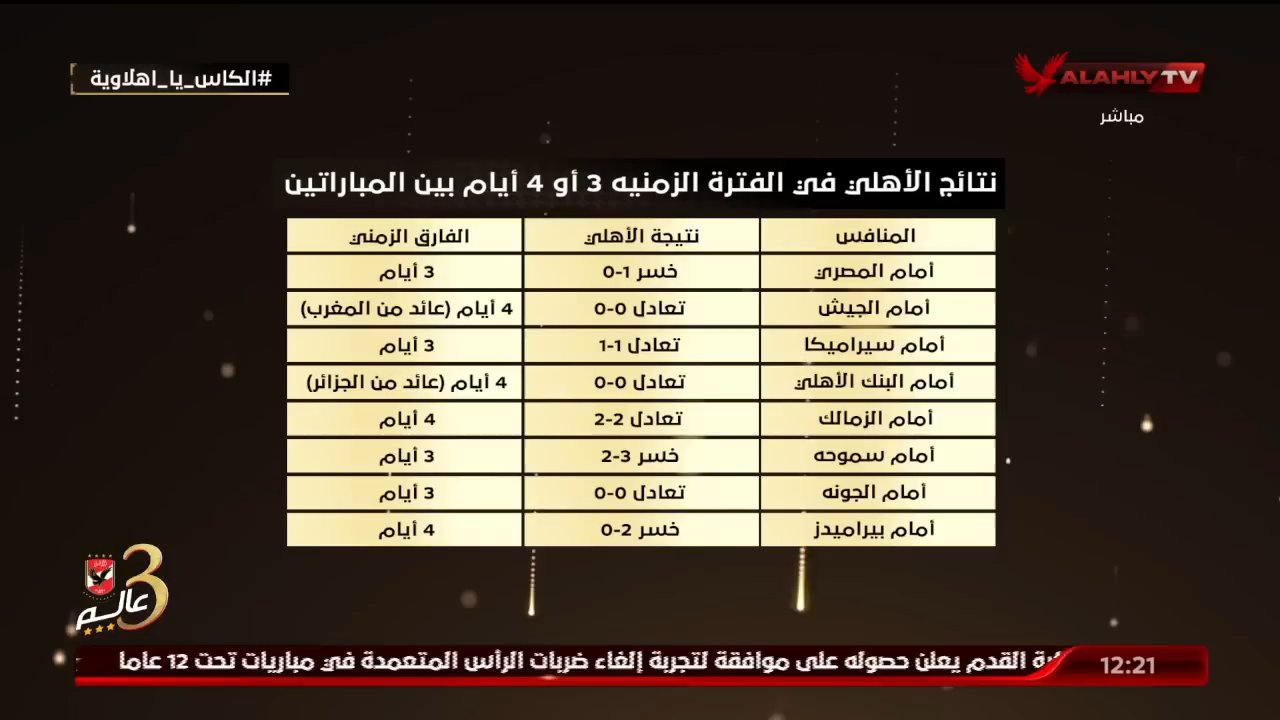 #الكاس_يا_اهلاوية
ALAHLY TV
مباشر
نتائج الأهلي في الفترة الزمنيه 3 أو 4 أيام بين المباراتين
المنافس نتيجة الأهلي الفارق الزمني
أمام المصري خسر 1-0 3 أيام
أمام الجيش تعادل 0-0 4 أيام (عائد من المغرب)
أمام سيراميكا تعادل 1-1 3 أيام
أمام البنك الأهلي تعادل 0-0 4 أيام (عائد من الجزائر)
أمام الزمالك تعادل 2-2 4 أيام
أمام سموحه خسر 3-2 3 أيام
أمام الجونه تعادل 0-0 3 أيام
أمام بيراميدز خسر 2-0 4 أيام
3 عالم
12:21
القدم يعلن حصوله على موافقة لتجربة إلغاء ضربات الرأس المتعمدة في مباريات تحت 12 عاما